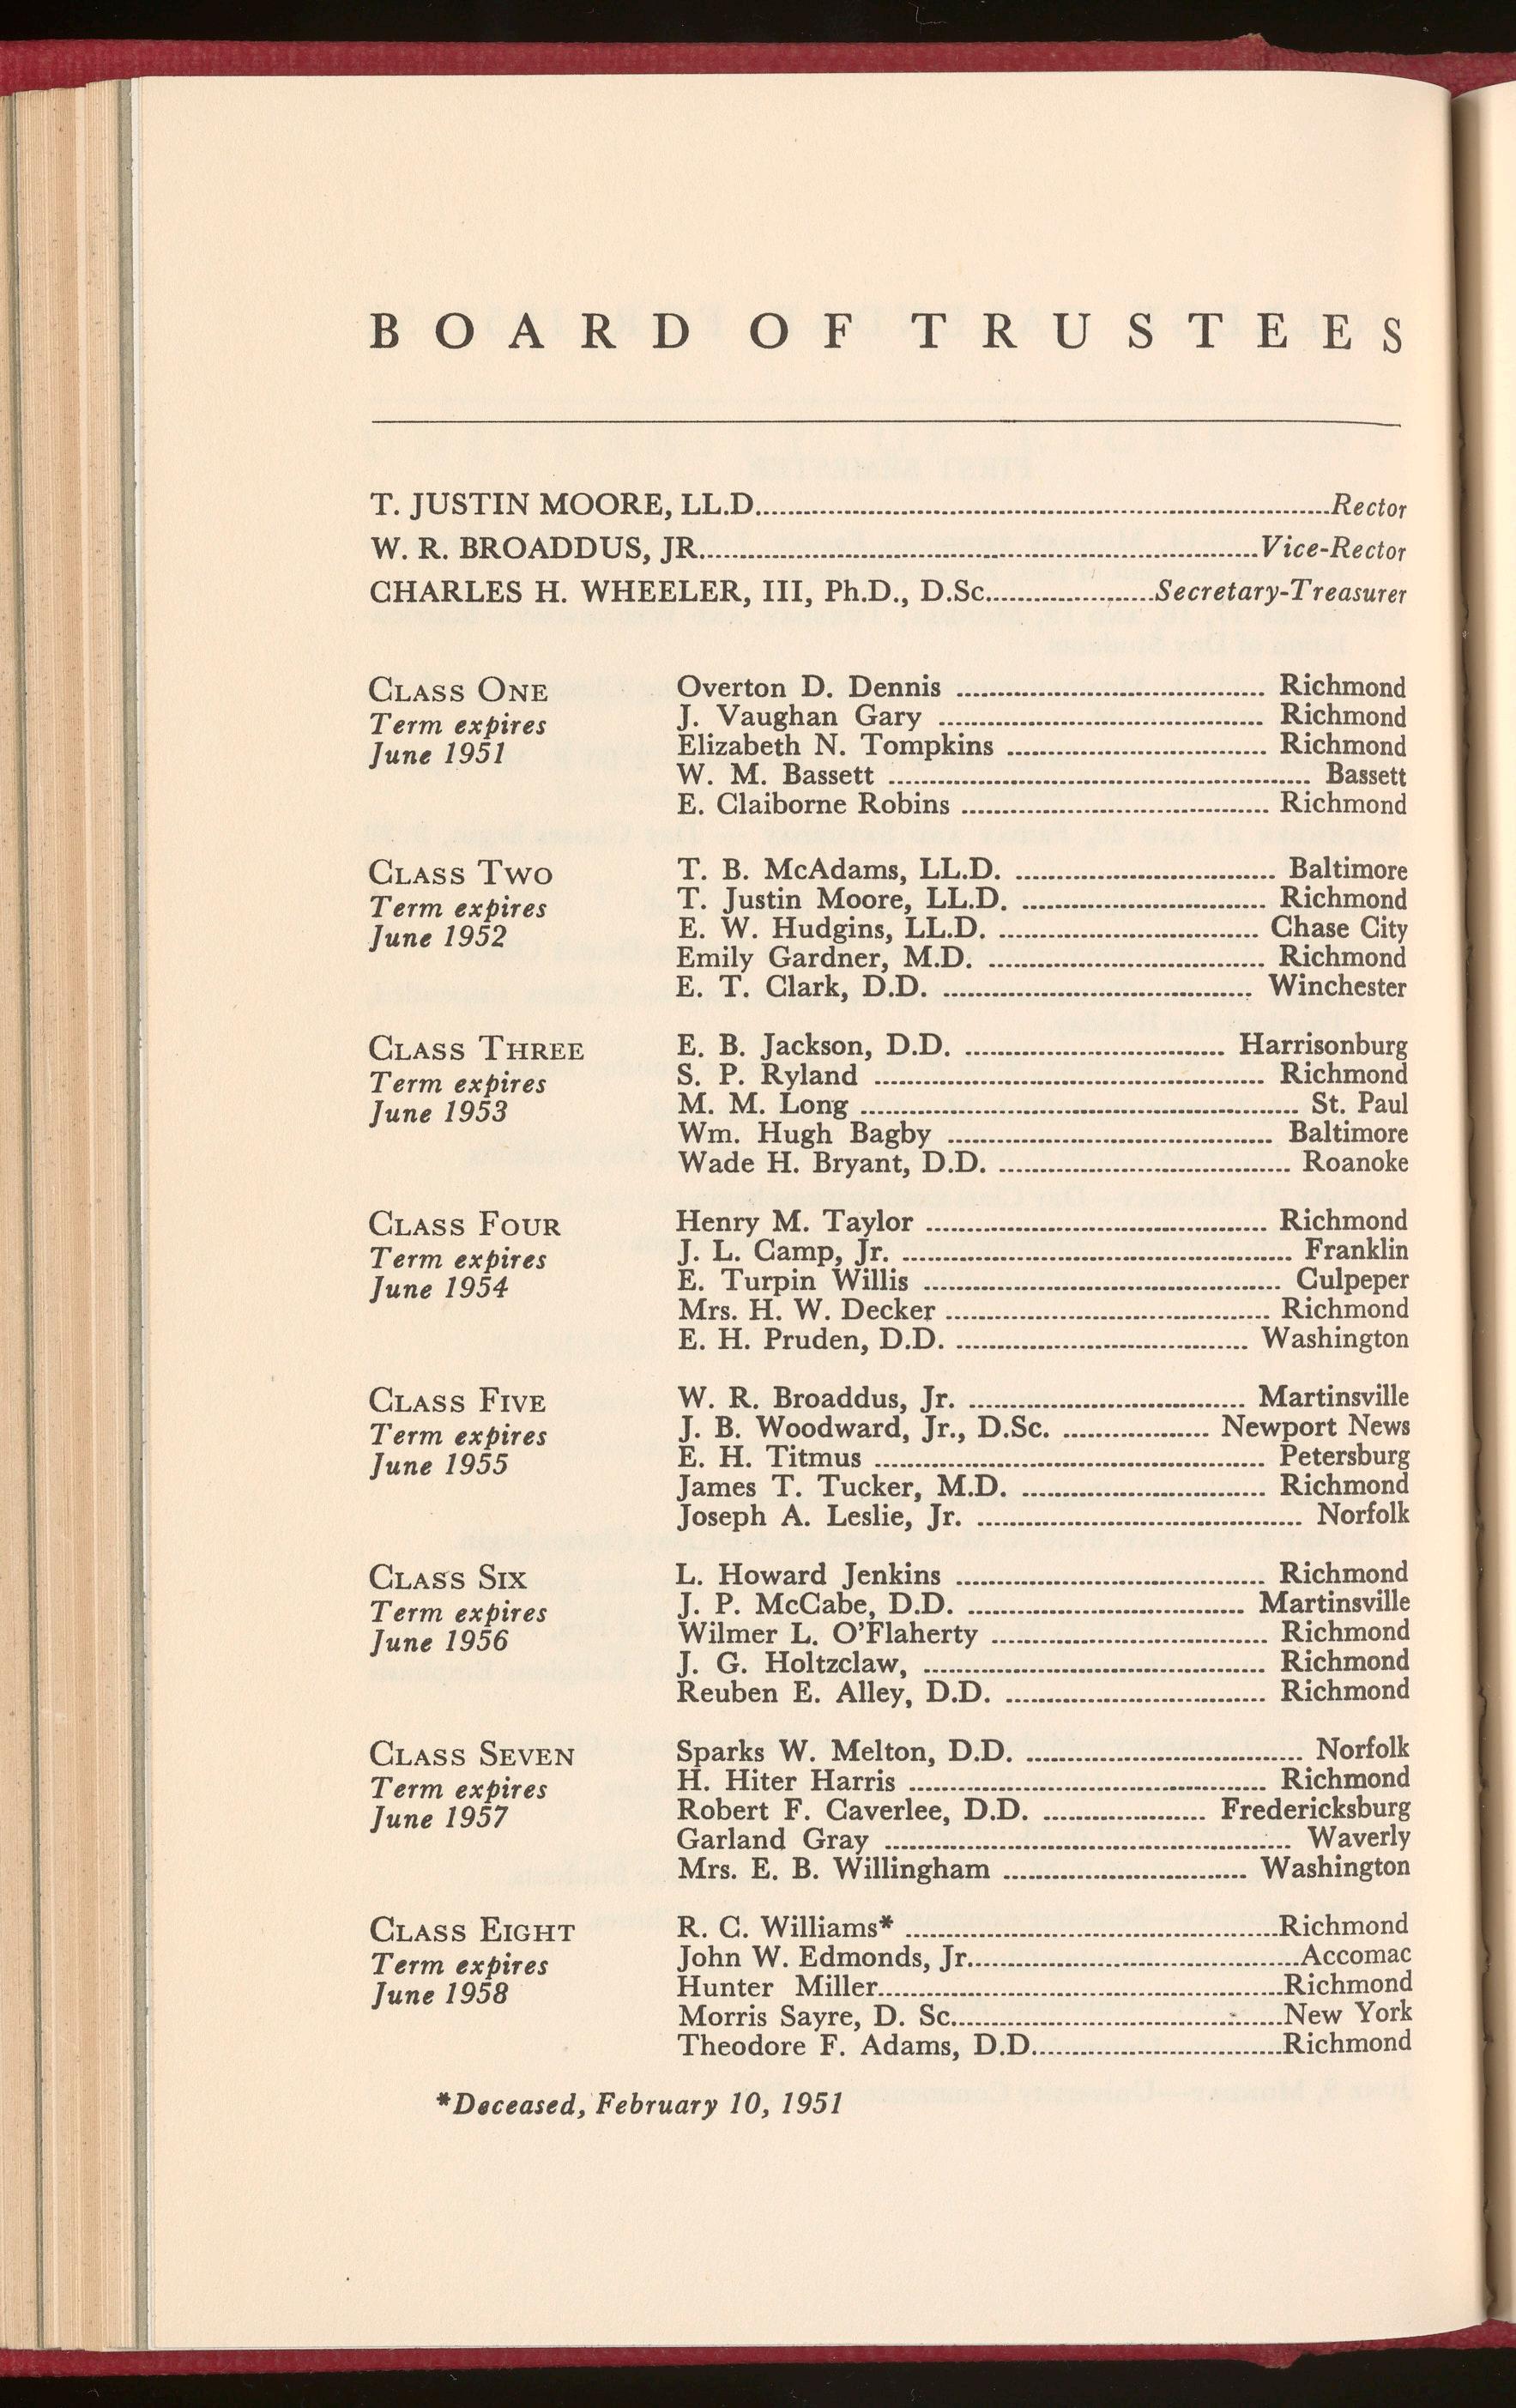 BOARD OF TRUSTEES
T. JUSTIN MOORE, LL.D. Rector
W. R. BROADDUS, JR. Vice-Rector
CHARLES H. WHEELER, III, Ph.D., D.Sc. Secretary-Treasurer
CLASS ONE Overton D. Dennis Richmond
Term expires J. Vaughan Gary Richmond
June 1951 Elizabeth N. Tompkins Richmond
W. M. Bassett Bassett
E. Claiborne Robins Richmond
CLASS TWO T. B. McAdams, LL.D. Baltimore
Term expires T. Justin Moore, LL.D. Richmond
June 1952 E. W. Hudgins, LL.D. Chase City
Emily Gardner, M.D. Richmond
E. T. Clark, D.D. Winchester
CLASS THREE E. B. Jackson, D.D. Harrisonburg
Term expires S. P. Ryland Richmond
June 1953 M. M. Long St. Paul
Wm. Hugh Bagby Baltimore
Wade H. Bryant, D.D. Roanoke
CLASS FOUR Henry M. Taylor Richmond
Term expires J. L. Camp, Jr. Franklin
June 1954 E. Turpin Willis Culpeper
Mrs. H. W. Decker Richmond
E. H. Pruden, D.D. Washington
CLASS FIVE W. R. Broaddus, Jr. Martinsville
Term expires J. B. Woodward, Jr., D.Sc. Newport News
June 1955 E. H. Titmus Petersburg
James T. Tucker, M.D. Richmond
Joseph A. Leslie, Jr. Norfolk
CLASS SIX L. Howard Jenkins Richmond
Term expires J. P. McCabe, D.D. Martinsville
June 1956 Wilmer L. O'Flaherty Richmond
J. G. Holtzclaw, Richmond
Reuben E. Alley, D.D. Richmond
CLASS SEVEN Sparks W. Melton, D.D. Norfolk
Term expires H. Hiter Harris Richmond
June 1957 Robert F. Caverlee, D.D. Fredericksburg
Garland Gray Waverly
Mrs. E. B. Willingham Washington
CLASS EIGHT R. C. Williams* Richmond
Term expires John W. Edmonds, Jr. Accomac
June 1958 Hunter Miller Richmond
Morris Sayre, D. Sc. New York
Theodore F. Adams, D.D. Richmond
*Deceased, February 10, 1951